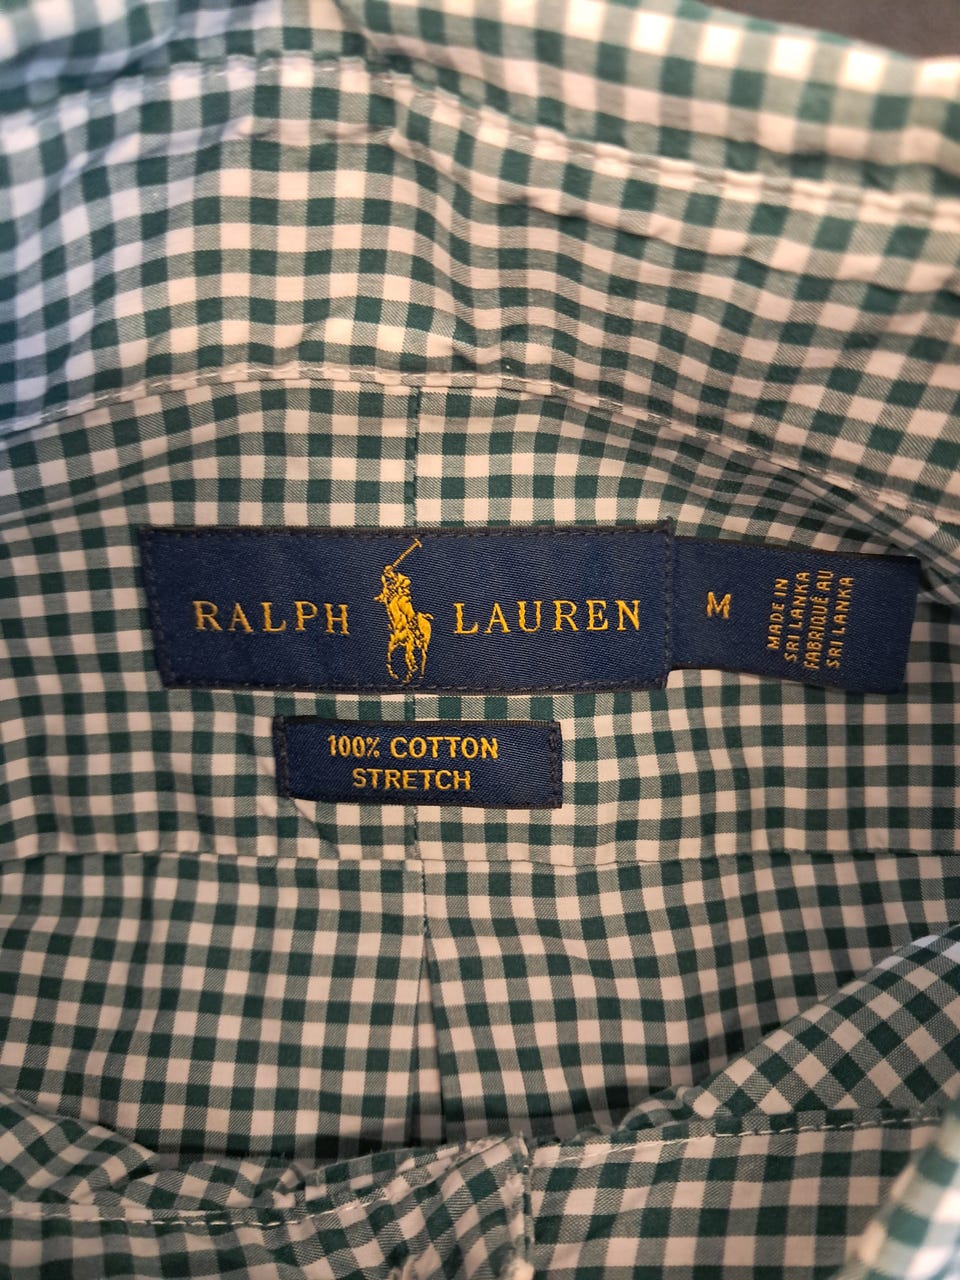 RALPH LAUREN
M
MADE IN
SRI LANKA
FABRIQUÉ AU
SRI LANKA
100% COTTON
STRETCH